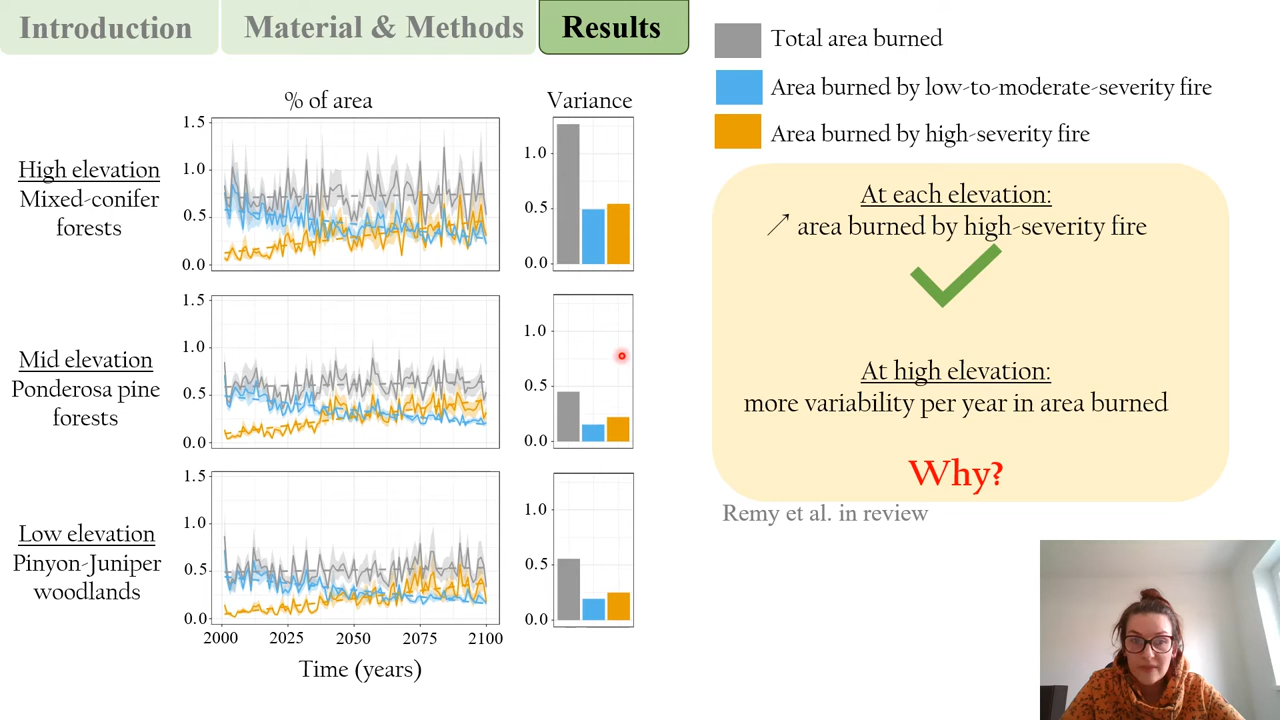 Introduction
Material & Methods
Results
% of area
Variance
High elevation
Mixed-conifer
forests
1.5
1.0
0.5
0.0
1.0
0.5
0.0
Mid elevation
Ponderosa pine
forests
1.5
1.0
0.5
0.0
1.0
0.5
0.0
Low elevation
Pinyon-Juniper
woodlands
1.5
1.0
0.5
0.0
1.0
0.5
0.0
2000 2025 2050 2075 2100
Time (years)
Total area burned
Area burned by low-to-moderate-severity fire
Area burned by high-severity fire
At each elevation:
↗ area burned by high-severity fire
At high elevation:
more variability per year in area burned
Why?
Remy et al. in review